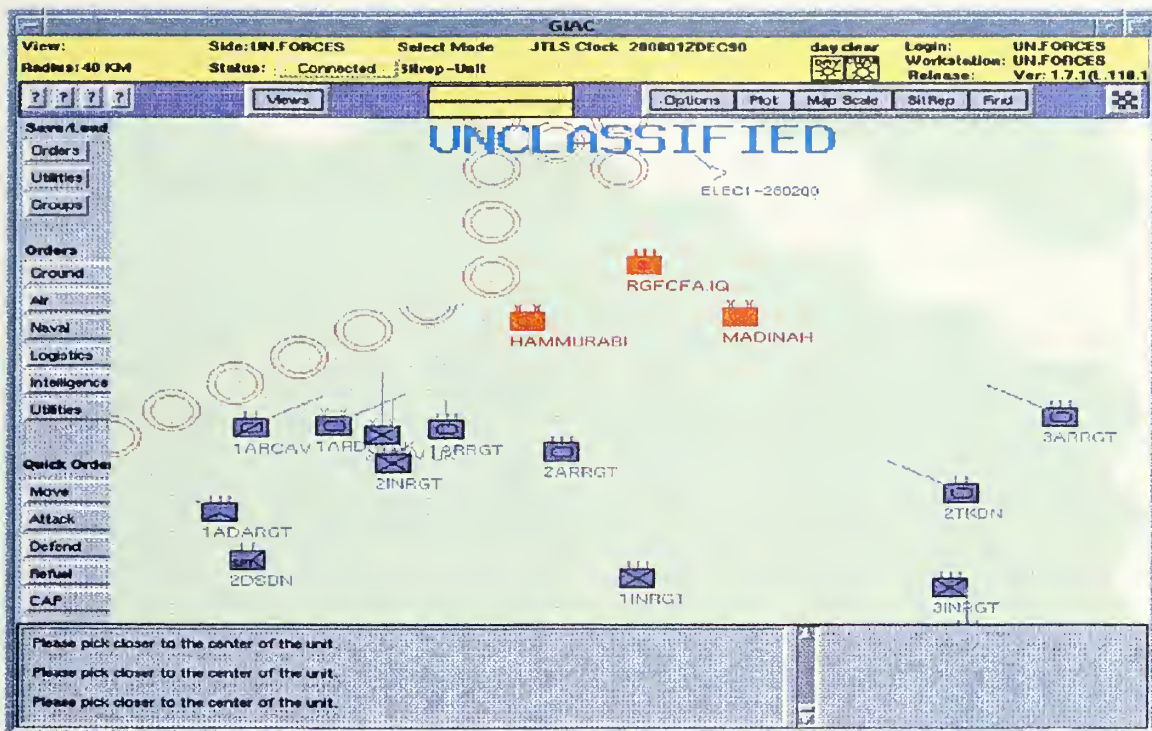 GIAC
View: Side: UN.FORCES Select Mode JTLS Clock 280801ZDEC90 day clear Login: UN.FORCES
Radius: 40 KM Status: Connected Sitrep-Unit Workstation: UN.FORCES
Release: Ver: 1.7.1
? ? ? ? Views Options Plot Map Scale SitRep Find
Save/Load
Orders
Utilities
Groups
Orders
Ground
Air
Naval
Logistics
Intelligence
Utilities
Quick Order
Move
Attack
Defend
Refuel
CAP
UNCLASSIFIED
ELEC1-280200
RGFCFA.IQ
HAMMURABI
MADINAH
1ARCAV
1ARRGT
3ARRGT
2ARRGT
2INRGT
2TKDN
1ADARGT
2DSDN
1INRGT
3INRGT
Please pick closer to the center of the unit.
Please pick closer to the center of the unit.
Please pick closer to the center of the unit.